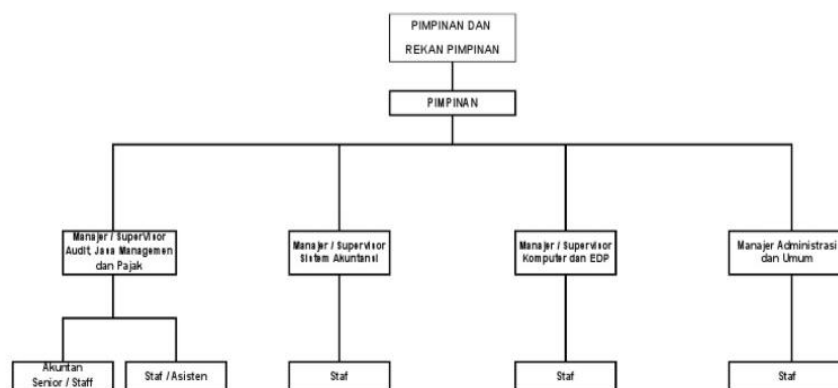 PIMPINAN DAN
REKAN PIMPINAN
PIMPINAN
Manajer / Supervisor
Audit, Jasa Managemen
dan Pajak
Manajer / Supervisor
Sistem Akuntansi
Manajer / Supervisor
Komputer dan EDP
Manajer Administrasi
dan Umum
Akuntan
Senior / Staff
Staf / Asisten
Staf
Staf
Staf